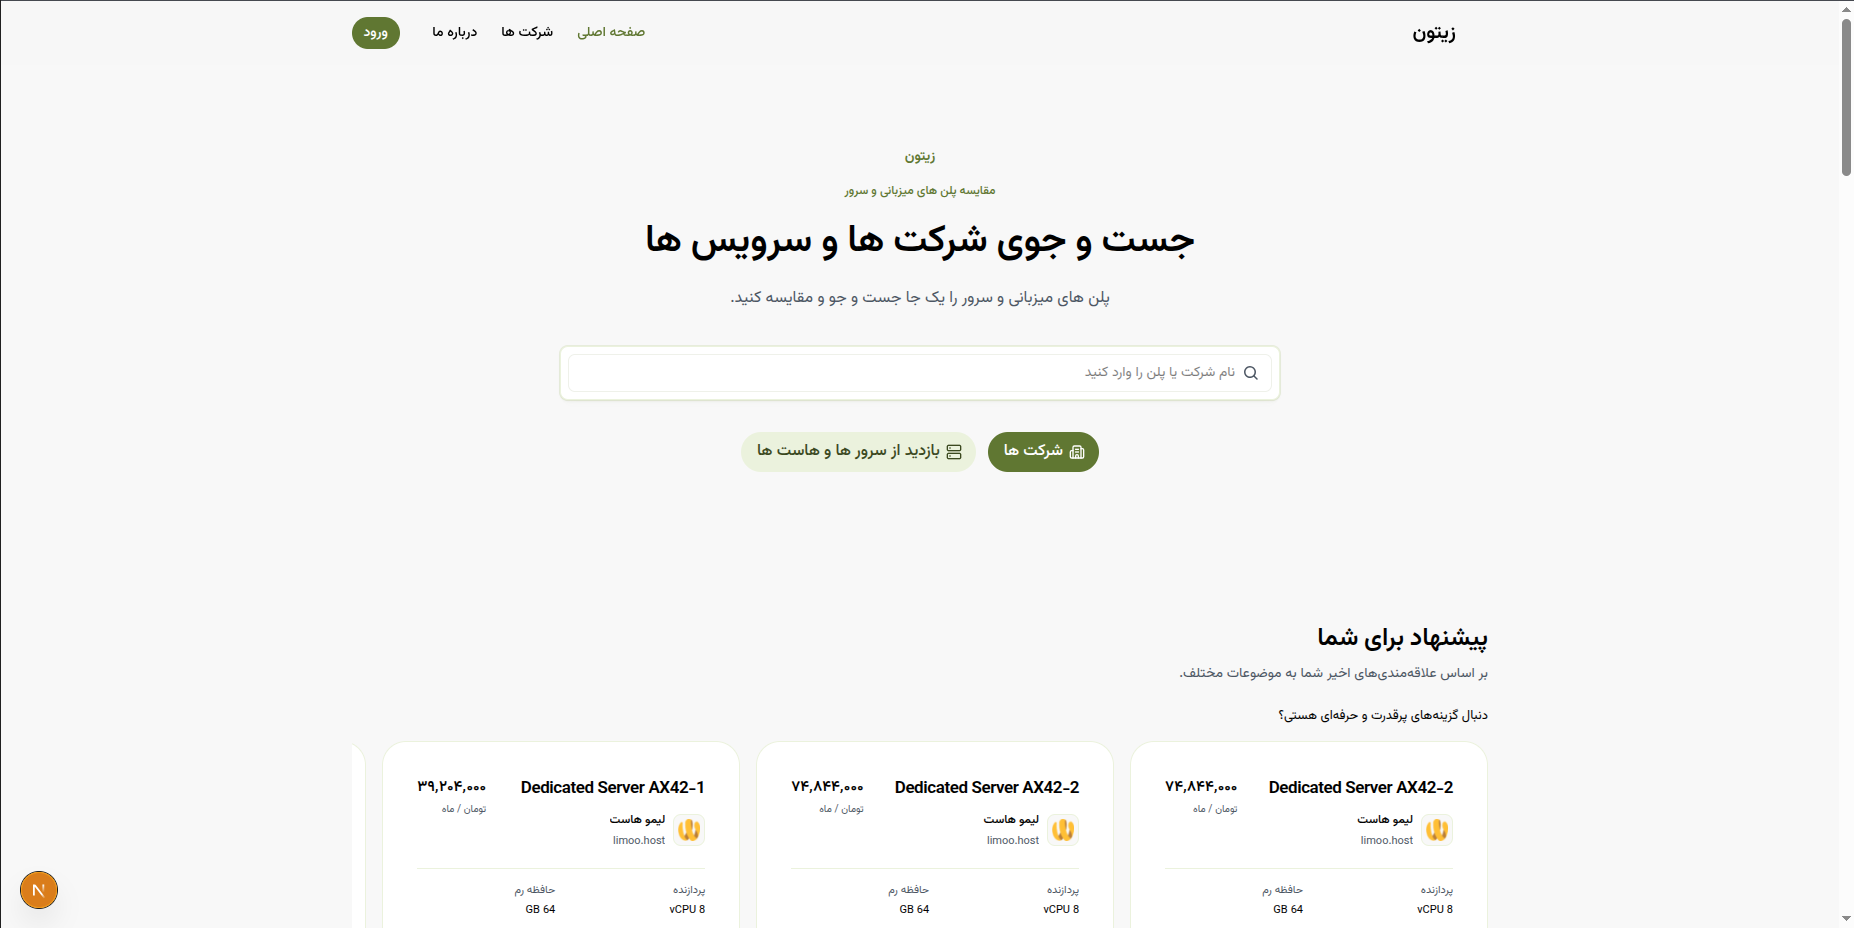 زیتون
صفحه اصلی
شرکت ها
درباره ما
ورود
زیتون
مقایسه پلن های میزبانی و سرور
جست و جوی شرکت ها و سرویس ها
پلن های میزبانی و سرور را یک جا جست و جو و مقایسه کنید.
نام شرکت یا پلن را وارد کنید
شرکت ها
بازدید از سرور ها و هاست ها
پیشنهاد برای شما
بر اساس علاقه‌مندی‌های اخیر شما به موضوعات مختلف.
دنبال گزینه‌های پرقدرت و حرفه‌ای هستی؟
Dedicated Server AX42-2
۷۴,۸۴۴,۰۰۰
تومان / ماه
لیمو هاست
limoo.host
پردازنده
حافظه رم
vCPU 8
GB 64
Dedicated Server AX42-2
۷۴,۸۴۴,۰۰۰
تومان / ماه
لیمو هاست
limoo.host
پردازنده
حافظه رم
vCPU 8
GB 64
Dedicated Server AX42-1
۳۹,۲۰۴,۰۰۰
تومان / ماه
لیمو هاست
limoo.host
پردازنده
حافظه رم
vCPU 8
GB 64
N